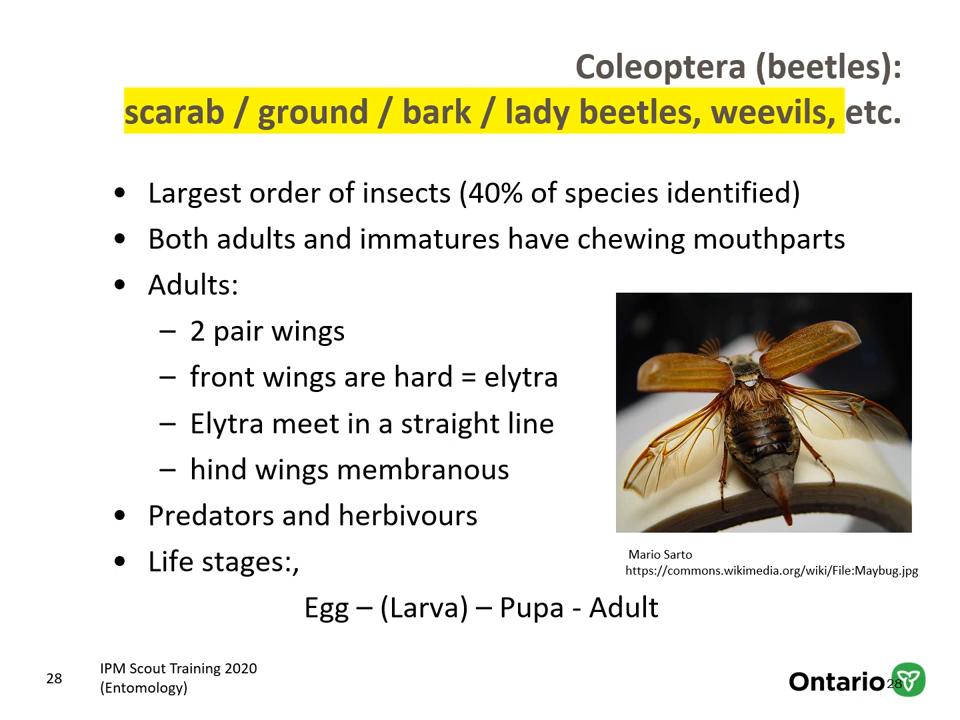 Coleoptera (beetles):
scarab / ground / bark / lady beetles, weevils, etc.
• Largest order of insects (40% of species identified)
• Both adults and immatures have chewing mouthparts
• Adults:
– 2 pair wings
– front wings are hard = elytra
– Elytra meet in a straight line
– hind wings membranous
• Predators and herbivours
• Life stages:,
Egg – (Larva) – Pupa - Adult
Mario Sarto
https://commons.wikimedia.org/wiki/File:Maybug.jpg
28
IPM Scout Training 2020
(Entomology)
Ontario
28